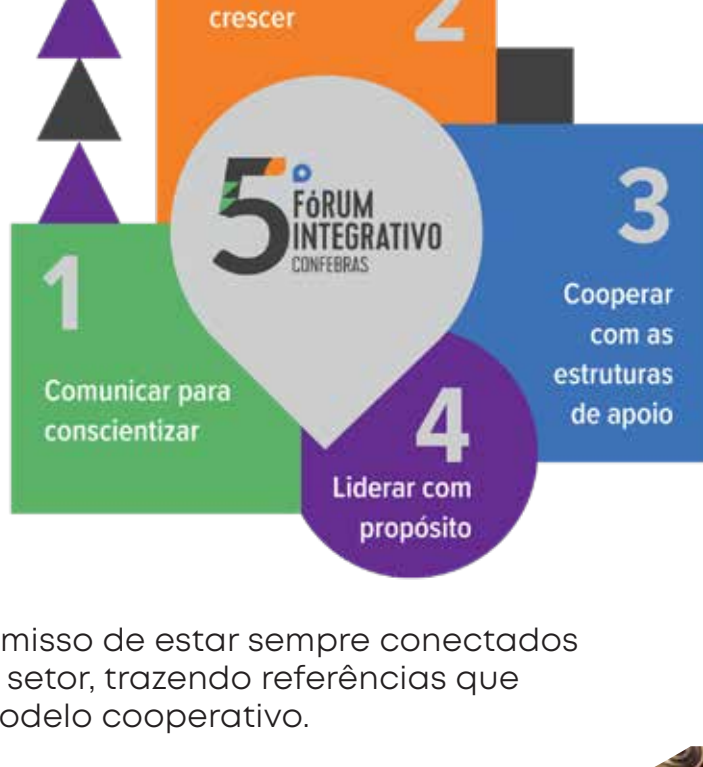 crescer
2
5º
FÓRUM
INTEGRATIVO
CONFEBRAS
3
Cooperar
com as
estruturas
de apoio
1
Comunicar para
conscientizar
4
Liderar com
propósito
misso de estar sempre conectados
setor, trazendo referências que
odelo cooperativo.